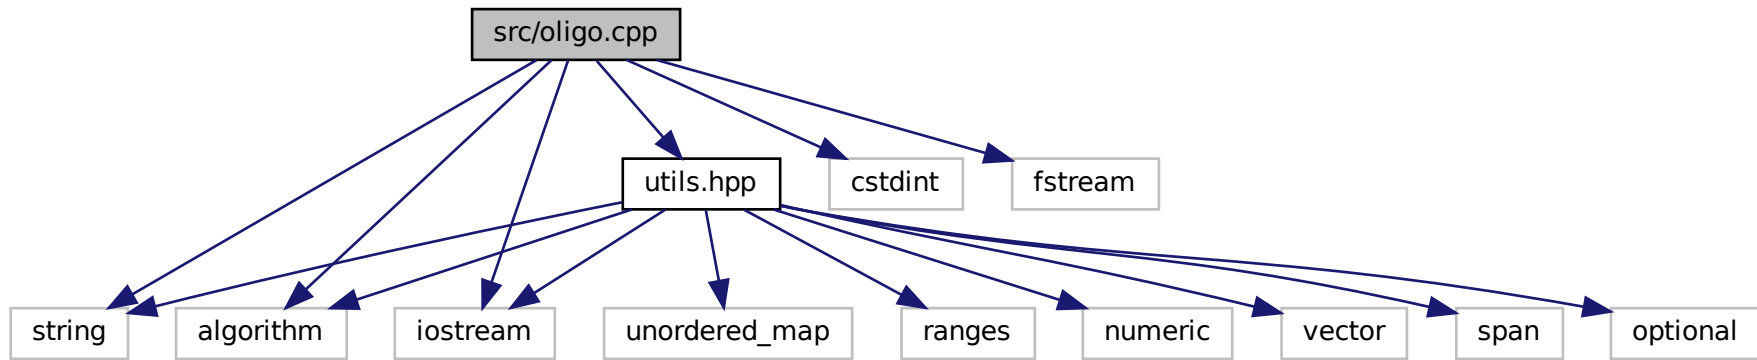 src/oligo.cpp
utils.hpp
cstdint
fstream
string
algorithm
iostream
unordered_map
ranges
numeric
vector
span
optional